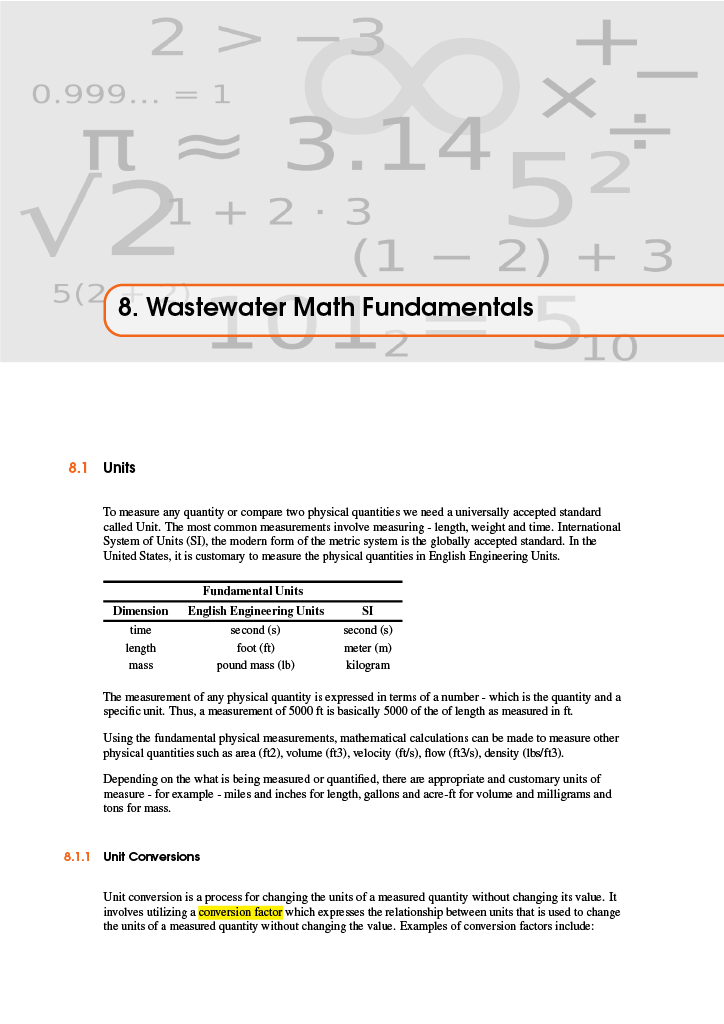 2 > −3
0.999... = 1
∞
+
−
×
÷
π ≈ 3.14
√2
1 + 2 · 3
5²
(1 − 2) + 3
5(2 + 2)
101₂ = 5₁₀
8. Wastewater Math Fundamentals
8.1 Units
To measure any quantity or compare two physical quantities we need a universally accepted standard
called Unit. The most common measurements involve measuring - length, weight and time. International
System of Units (SI), the modern form of the metric system is the globally accepted standard. In the
United States, it is customary to measure the physical quantities in English Engineering Units.
Fundamental Units
Dimension English Engineering Units SI
time second (s) second (s)
length foot (ft) meter (m)
mass pound mass (lb) kilogram
The measurement of any physical quantity is expressed in terms of a number - which is the quantity and a
specific unit. Thus, a measurement of 5000 ft is basically 5000 of the of length as measured in ft.
Using the fundamental physical measurements, mathematical calculations can be made to measure other
physical quantities such as area (ft2), volume (ft3), velocity (ft/s), flow (ft3/s), density (lbs/ft3).
Depending on the what is being measured or quantified, there are appropriate and customary units of
measure - for example - miles and inches for length, gallons and acre-ft for volume and milligrams and
tons for mass.
8.1.1 Unit Conversions
Unit conversion is a process for changing the units of a measured quantity without changing its value. It
involves utilizing a conversion factor which expresses the relationship between units that is used to change
the units of a measured quantity without changing the value. Examples of conversion factors include: